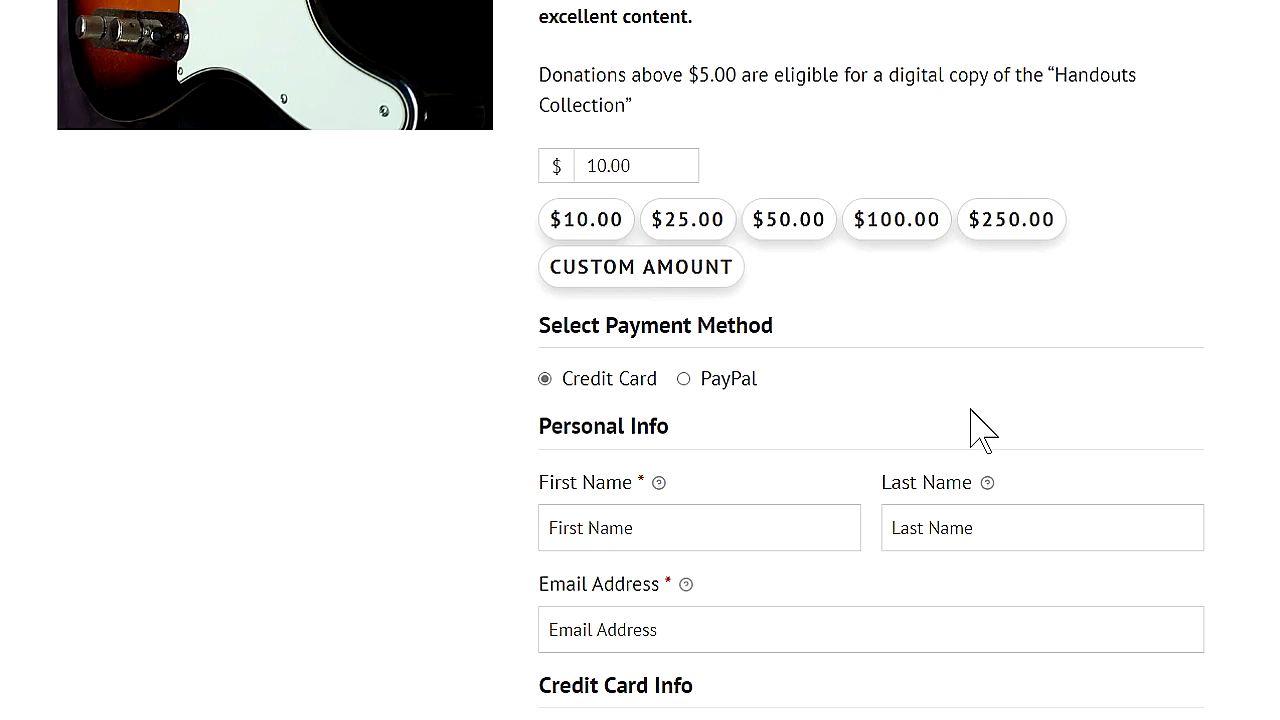 excellent content.
Donations above $5.00 are eligible for a digital copy of the “Handouts
Collection”
$ 10.00
$10.00 $25.00 $50.00 $100.00 $250.00
CUSTOM AMOUNT
Select Payment Method
Credit Card PayPal
Personal Info
First Name * Last Name
First Name Last Name
Email Address *
Email Address
Credit Card Info